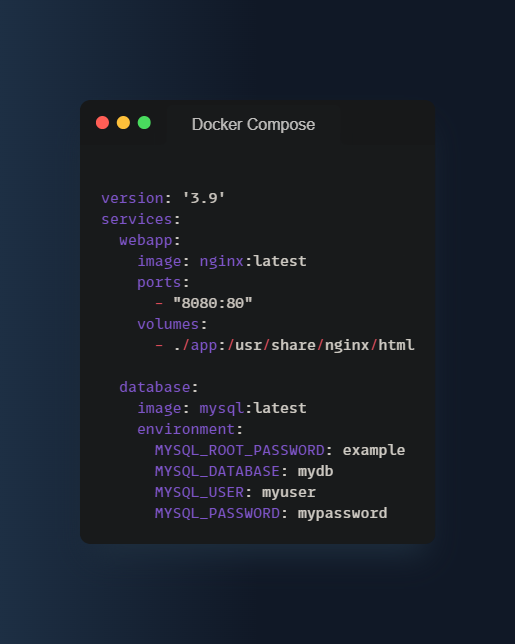 Docker Compose
version: '3.9'
services:
  webapp:
    image: nginx:latest
    ports:
      - "8080:80"
    volumes:
      - ./app:/usr/share/nginx/html
  database:
    image: mysql:latest
    environment:
      MYSQL_ROOT_PASSWORD: example
      MYSQL_DATABASE: mydb
      MYSQL_USER: myuser
      MYSQL_PASSWORD: mypassword